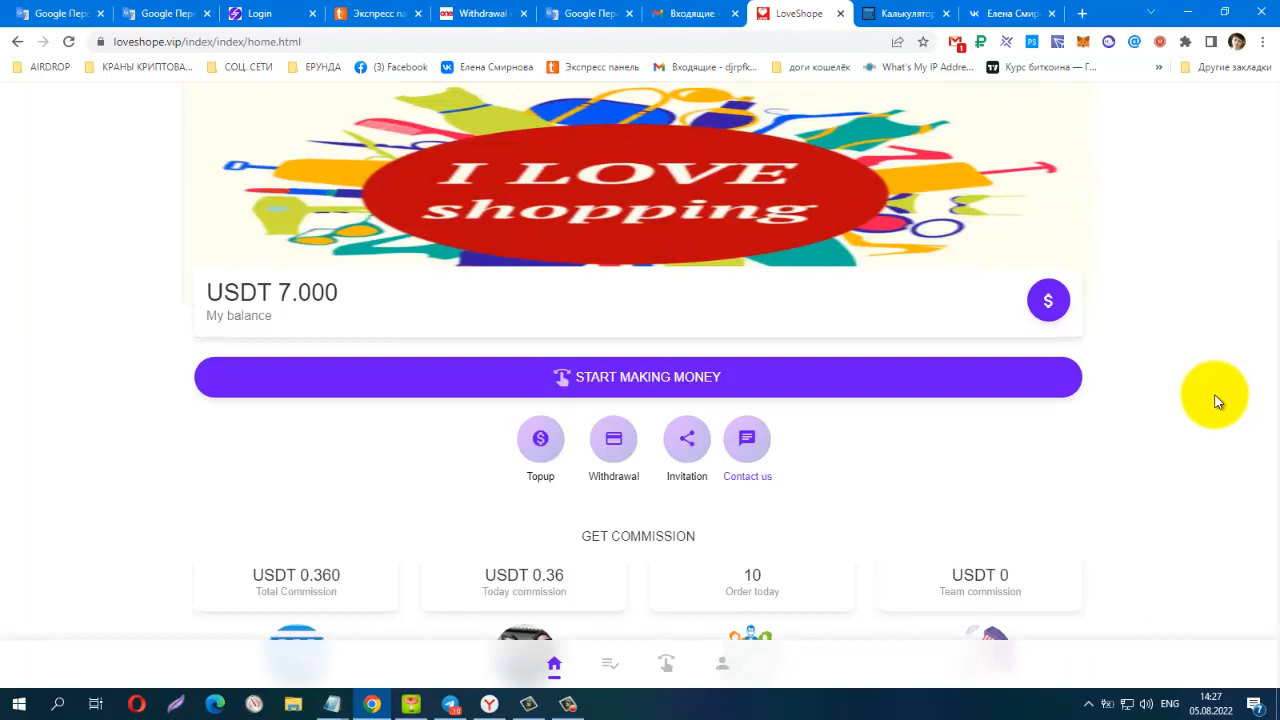 Google Пере
Google Пере
Login
Экспресс па
Withdrawal
Google Пере
Входящие -
LoveShope
Калькулятор
Елена Смир
loveshope.vip/index/index/home.html
1
AIRDROP
КРАНЫ КРИПТОВА...
СОЦ. СЕТИ
ЕРУНДА
(3) Facebook
Елена Смирнова
Экспресс панель
Входящие - djrpfk...
доги кошелёк
What's My IP Addre...
Курс биткоина — Г...
»
Другие закладки
I LOVE
shopping
USDT 7.000
My balance
$
START MAKING MONEY
Topup
Withdrawal
Invitation
Contact us
GET COMMISSION
USDT 0.360
Total Commission
USDT 0.36
Today commission
10
Order today
USDT 0
Team commission
ENG
14:27
05.08.2022